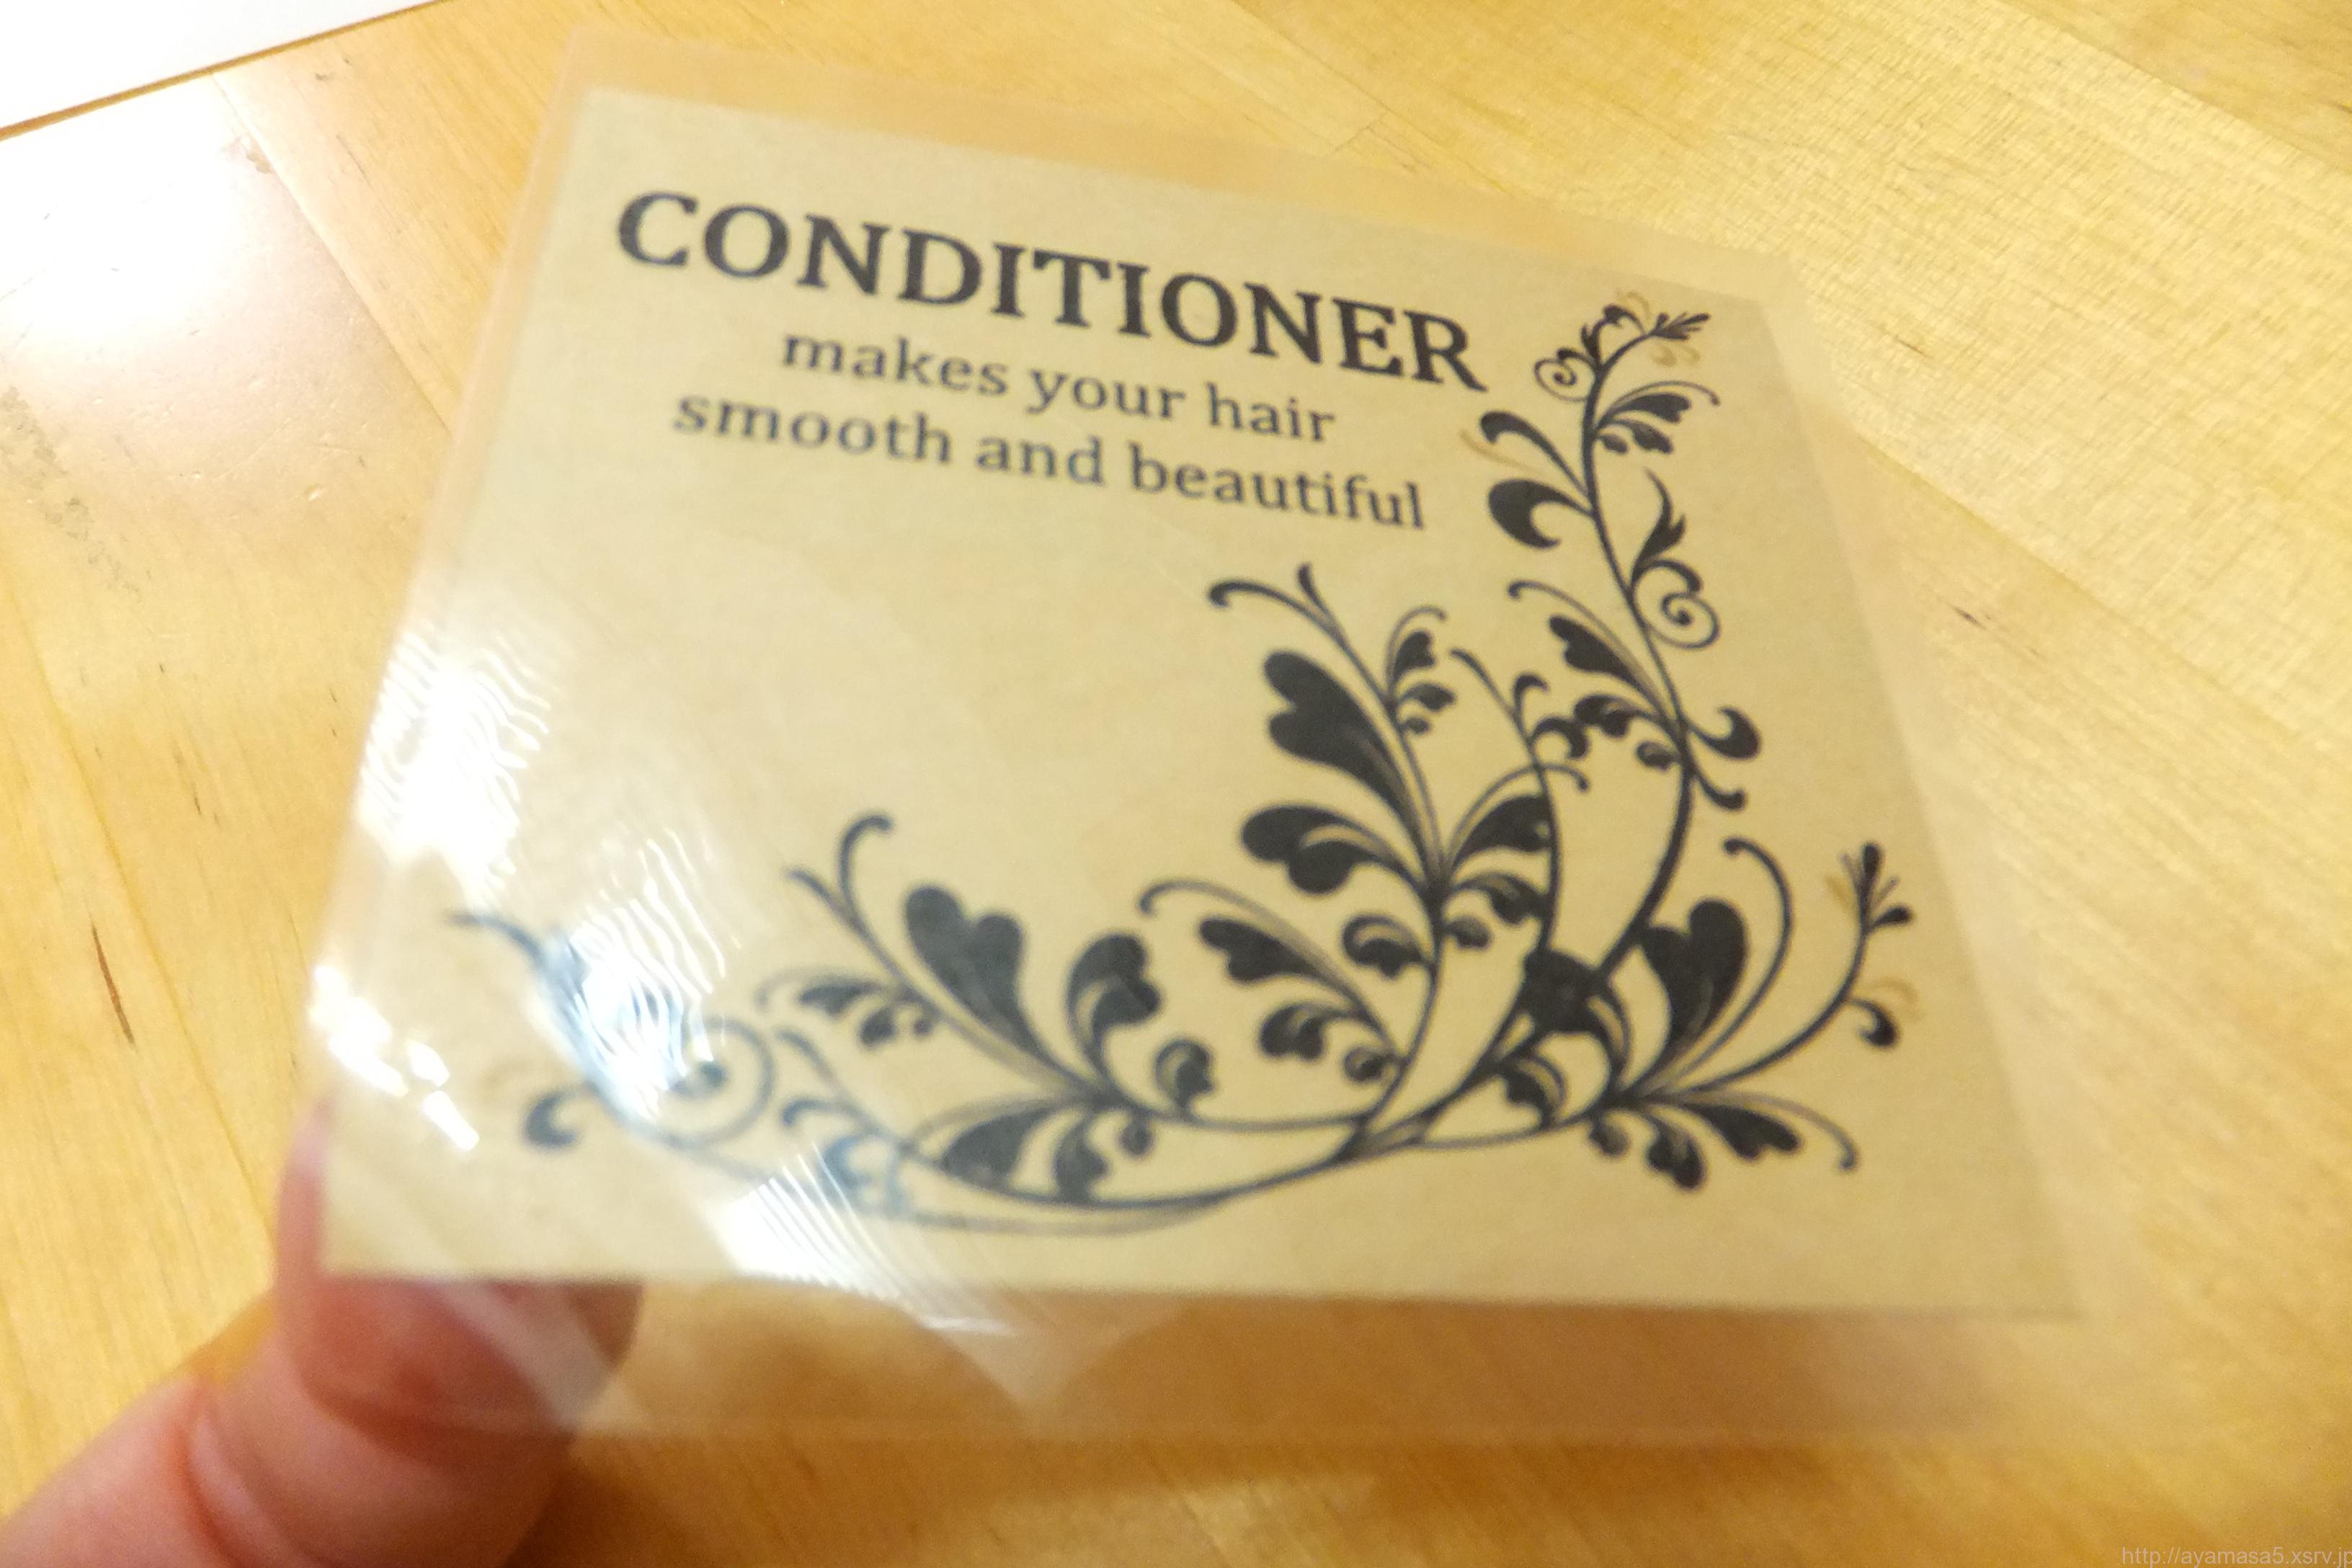 CONDITIONER
makes your hair
smooth and beautiful
http://ayamasa5.xsrv.jp